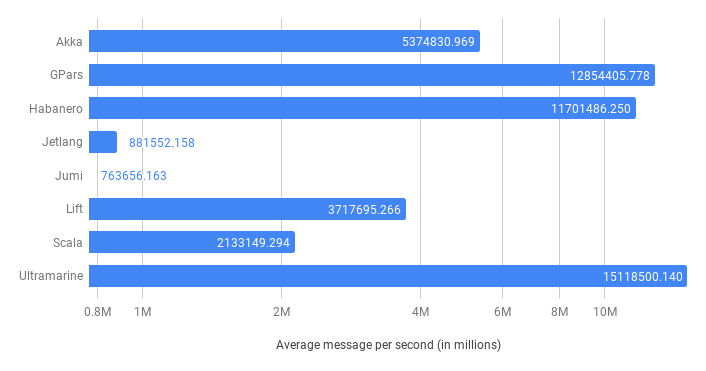 Akka 5374830.969
GPars 12854405.778
Habanero 11701486.250
Jetlang 881552.158
Jumi 763656.163
Lift 3717695.266
Scala 2133149.294
Ultramarine 15118500.140
0.8M 1M 2M 4M 6M 8M 10M
Average message per second (in millions)